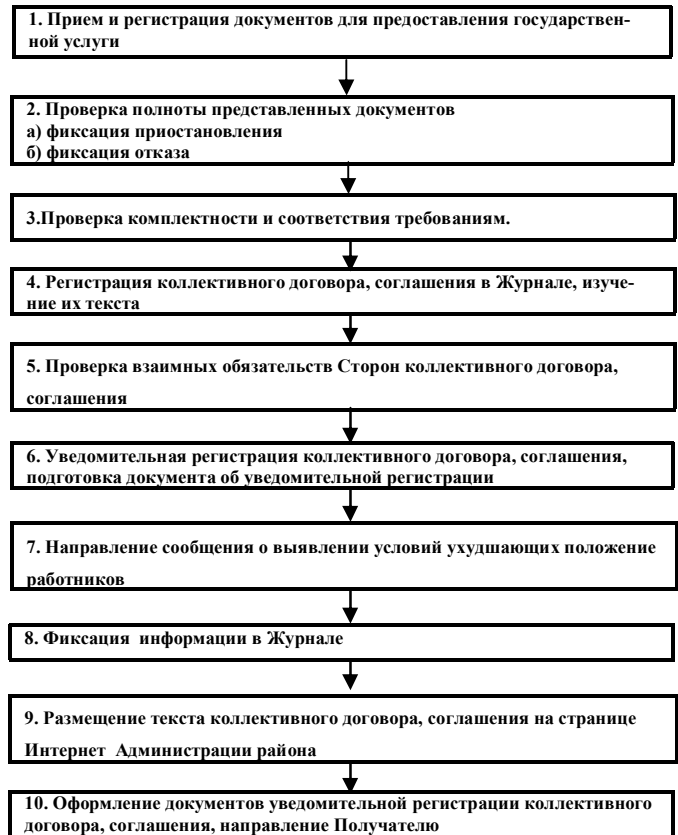 1. Прием и регистрация документов для предоставления государствен-
ной услуги
2. Проверка полноты представленных документов
а) фиксация приостановления
б) фиксация отказа
3.Проверка комплектности и соответствия требованиям.
4. Регистрация коллективного договора, соглашения в Журнале, изуче-
ние их текста
5. Проверка взаимных обязательств Сторон коллективного договора,
соглашения
6. Уведомительная регистрация коллективного договора, соглашения,
подготовка документа об уведомительной регистрации
7. Направление сообщения о выявлении условий ухудшающих положение
работников
8. Фиксация информации в Журнале
9. Размещение текста коллективного договора, соглашения на странице
Интернет Администрации района
10. Оформление документов уведомительной регистрации коллективного
договора, соглашения, направление Получателю